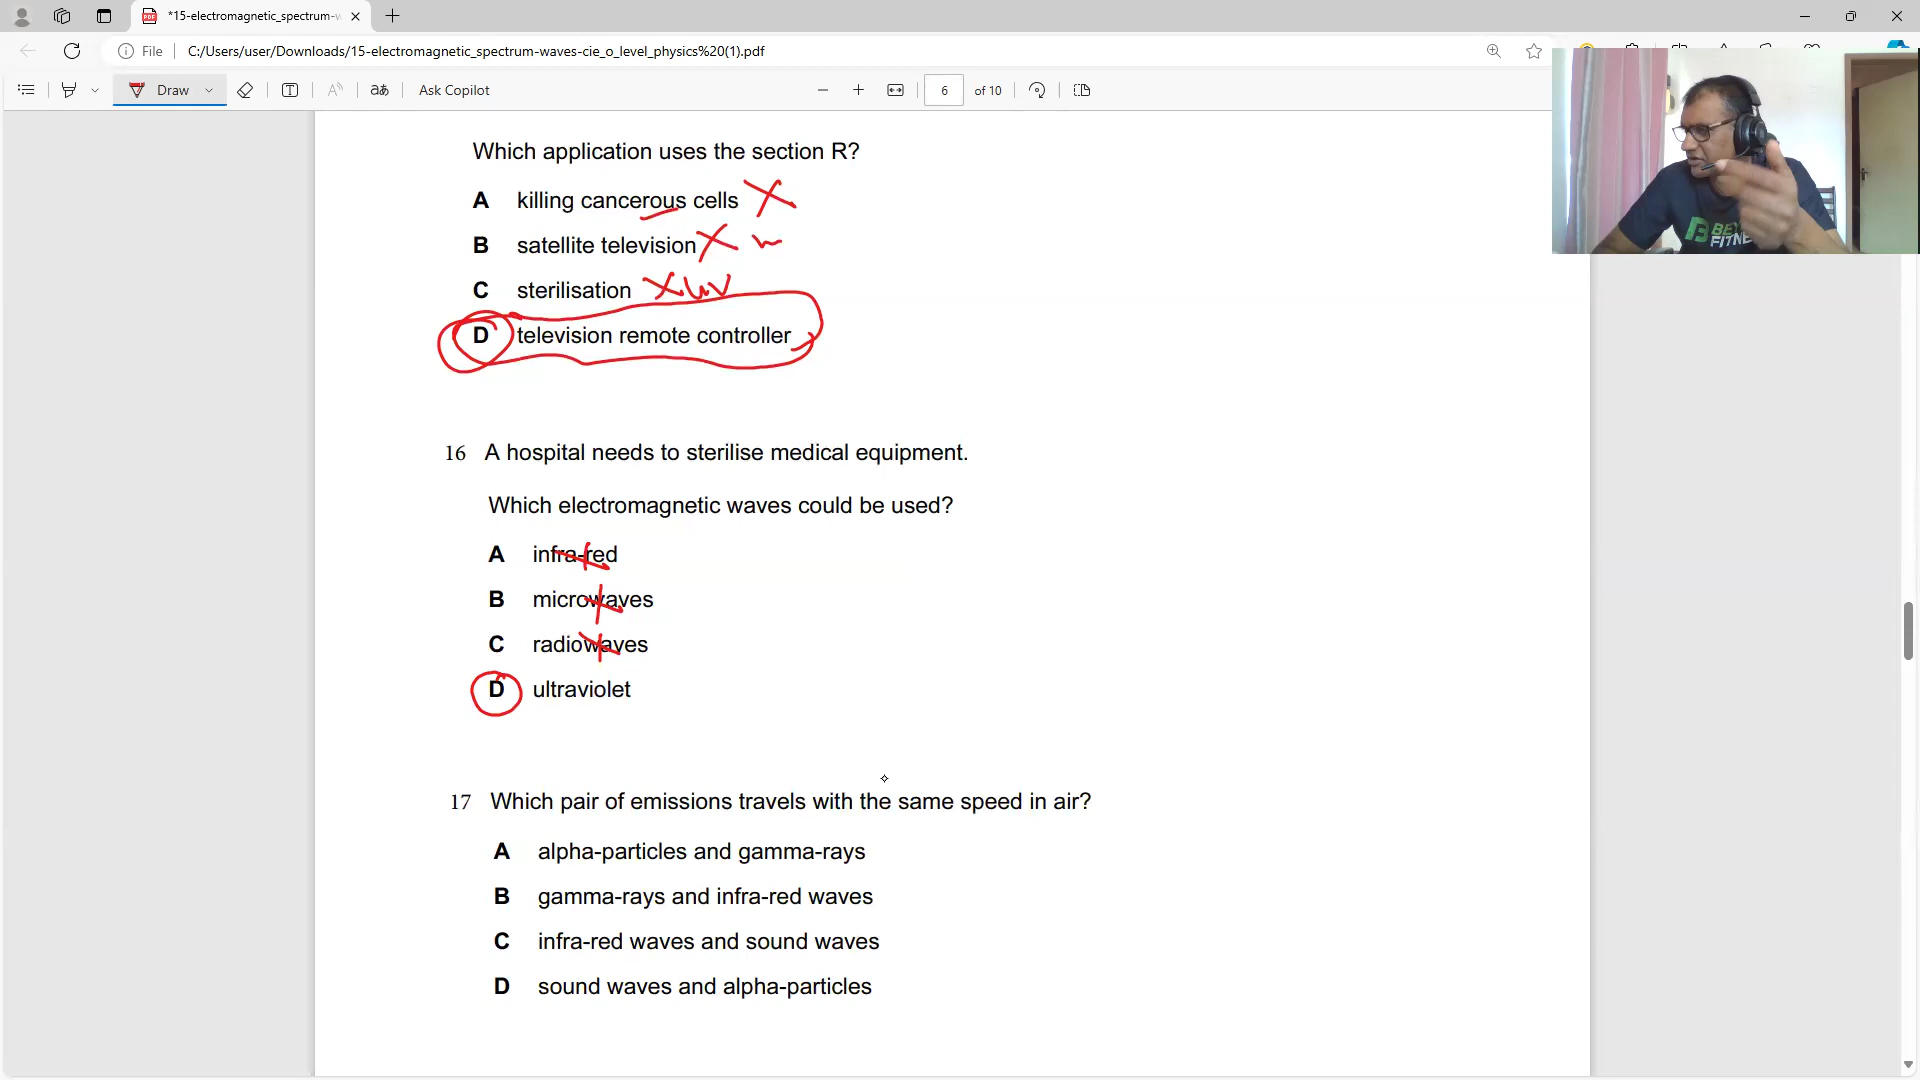 *15-electromagnetic_spectrum-w
File
C:/Users/user/Downloads/15-electromagnetic_spectrum-waves-cie_o_level_physics%20(1).pdf
Draw
Ask Copilot
6 of 10
Which application uses the section R?
A killing cancerous cells
B satellite television
C sterilisation UV
D television remote controller
16 A hospital needs to sterilise medical equipment.
Which electromagnetic waves could be used?
A infra-red
B microwaves
C radiowaves
D ultraviolet
17 Which pair of emissions travels with the same speed in air?
A alpha-particles and gamma-rays
B gamma-rays and infra-red waves
C infra-red waves and sound waves
D sound waves and alpha-particles